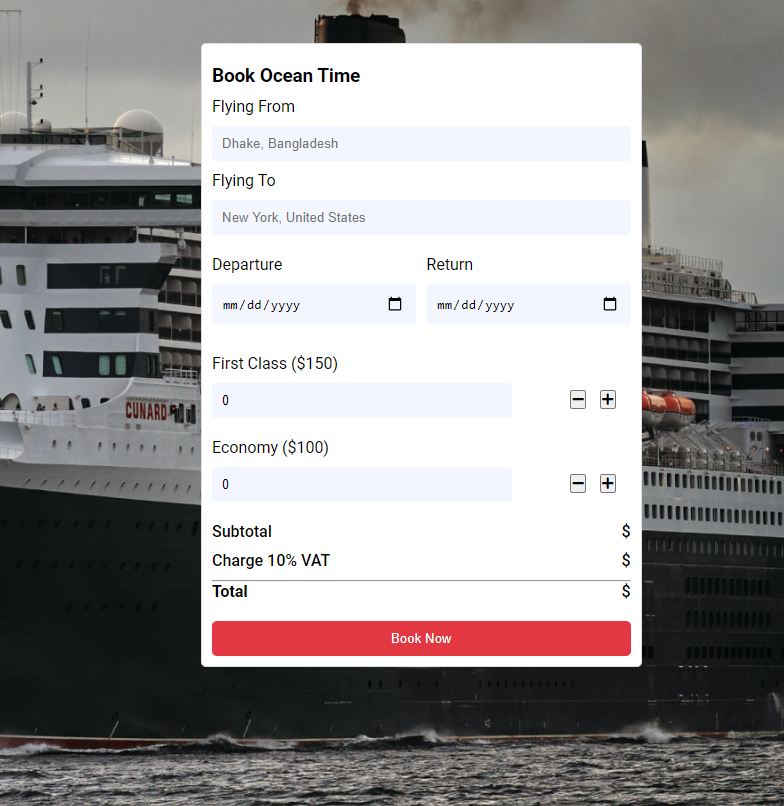 Book Ocean Time
Flying From
Dhake, Bangladesh
Flying To
New York, United States
Departure Return
mm/dd/yyyy mm/dd/yyyy
First Class ($150)
0
CUNARD
Economy ($100)
0
Subtotal $
Charge 10% VAT $
Total $
Book Now